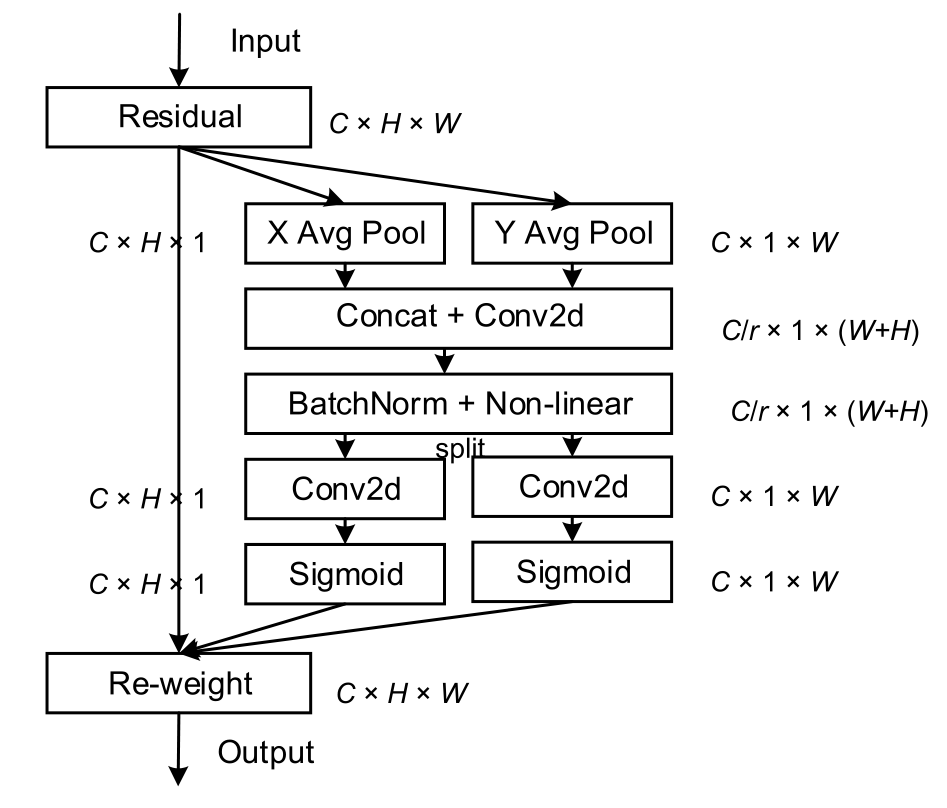 Input
Residual
C × H × W
C × H × 1
X Avg Pool
Y Avg Pool
C × 1 × W
Concat + Conv2d
C/r × 1 × (W+H)
BatchNorm + Non-linear
C/r × 1 × (W+H)
split
C × H × 1
Conv2d
Conv2d
C × 1 × W
C × H × 1
Sigmoid
Sigmoid
C × 1 × W
Re-weight
C × H × W
Output